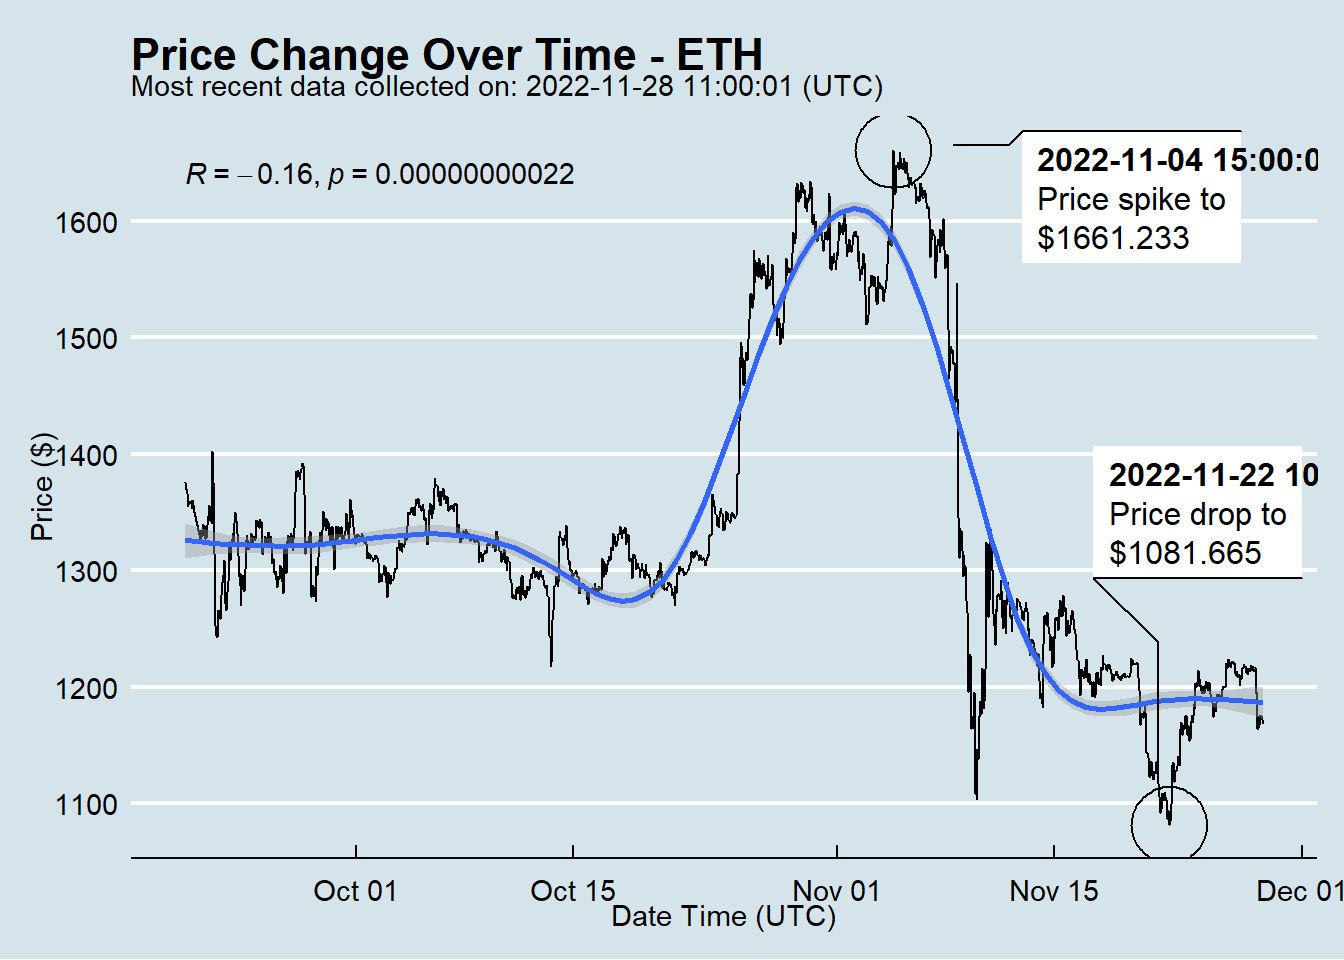 Price Change Over Time - ETH
Most recent data collected on: 2022-11-28 11:00:01 (UTC)
R = −0.16, p = 0.00000000022
2022-11-04 15:00:0
Price spike to
$1661.233
2022-11-22 10
Price drop to
$1081.665
Price ($)
1600
1500
1400
1300
1200
1100
Oct 01
Oct 15
Nov 01
Nov 15
Dec 01
Date Time (UTC)